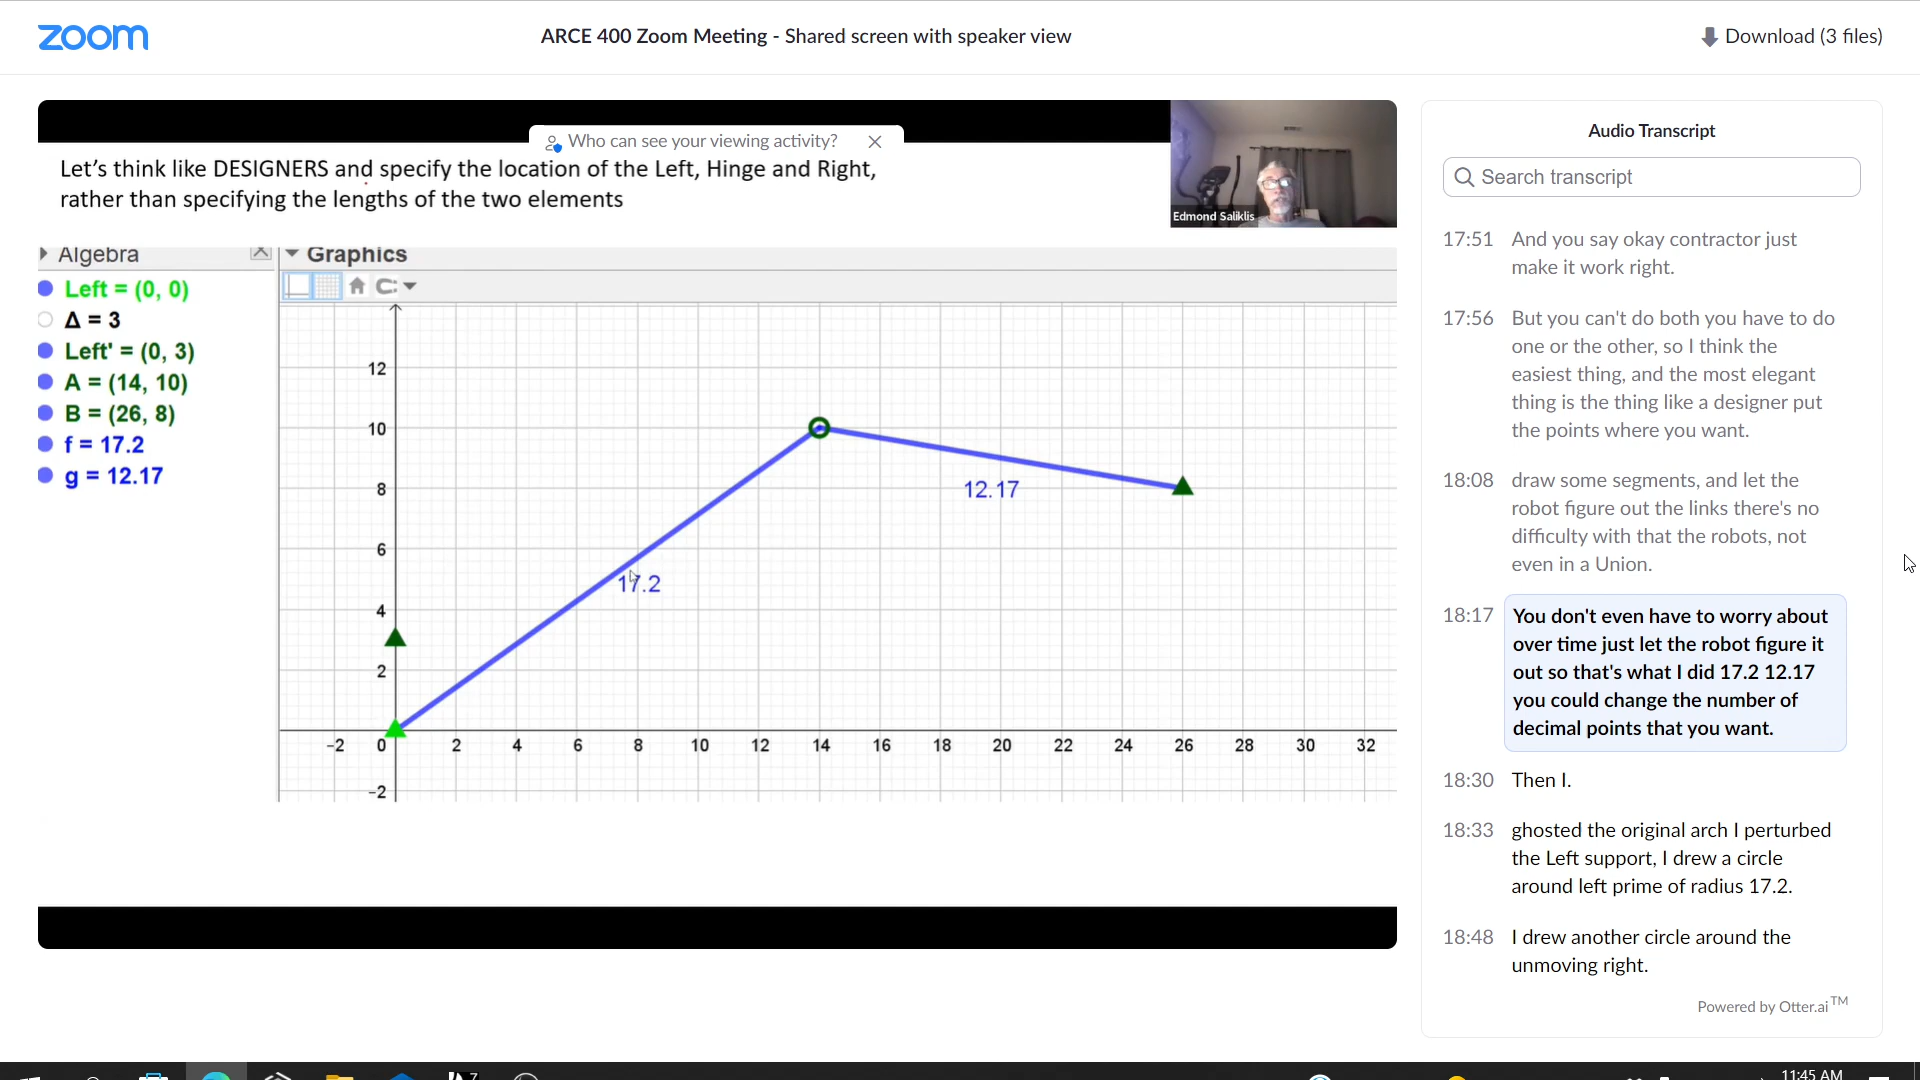 zoom
ARCE 400 Zoom Meeting - Shared screen with speaker view
Download (3 files)
Who can see your viewing activity?
Let's think like DESIGNERS and specify the location of the Left, Hinge and Right,
rather than specifying the lengths of the two elements
Edmond Saliklis
Algebra
Graphics
Left = (0, 0)
Δ = 3
Left' = (0, 3)
A = (14, 10)
B = (26, 8)
f = 17.2
g = 12.17
12
10
8
6
4
2
-2
12.17
17.2
-2 0 2 4 6 8 10 12 14 16 18 20 22 24 26 28 30 32
Audio Transcript
Search transcript
17:51 And you say okay contractor just
make it work right.
17:56 But you can't do both you have to do
one or the other, so I think the
easiest thing, and the most elegant
thing is the thing like a designer put
the points where you want.
18:08 draw some segments, and let the
robot figure out the links there's no
difficulty with that the robots, not
even in a Union.
18:17 You don't even have to worry about
over time just let the robot figure it
out so that's what I did 17.2 12.17
you could change the number of
decimal points that you want.
18:30 Then I.
18:33 ghosted the original arch I perturbed
the Left support, I drew a circle
around left prime of radius 17.2.
18:48 I drew another circle around the
unmoving right.
Powered by Otter.ai TM
11:45 AM